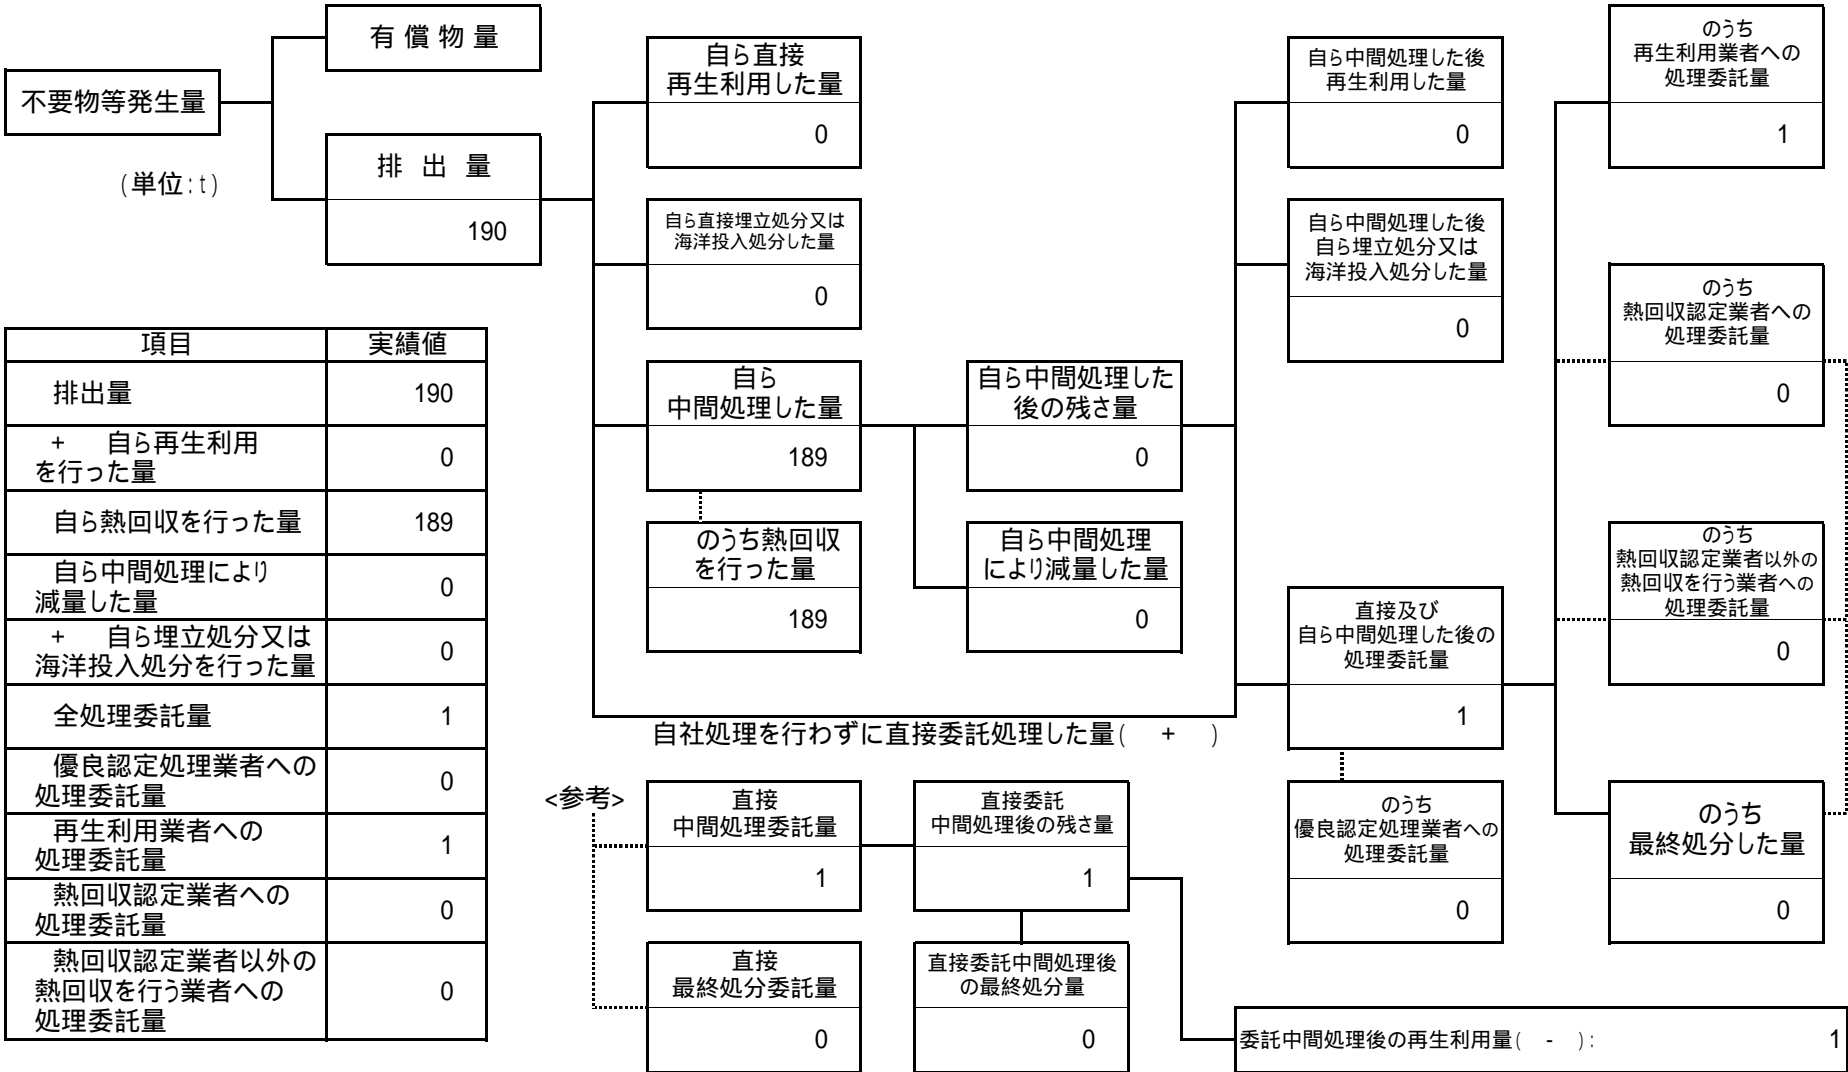 不要物等発生量
(単位:t)
有償物量
排出量
190
自ら直接
再生利用した量
0
自ら直接埋立処分又は
海洋投入処分した量
0
自ら
中間処理した量
189
のうち熱回収
を行った量
189
自ら中間処理した
後の残さ量
0
自ら中間処理
により減量した量
0
自ら中間処理した後
再生利用した量
0
自ら中間処理した後
自ら埋立処分又は
海洋投入処分した量
0
直接及び
自ら中間処理した後の
処理委託量
1
のうち
優良認定処理業者への
処理委託量
0
のうち
再生利用業者への
処理委託量
1
のうち
熱回収認定業者への
処理委託量
0
のうち
熱回収認定業者以外の
熱回収を行う業者への
処理委託量
0
のうち
最終処分した量
0
自社処理を行わずに直接委託処理した量( + )
<参考>
直接
中間処理委託量
1
直接委託
中間処理後の残さ量
1
直接
最終処分委託量
0
直接委託中間処理後
の最終処分量
0
委託中間処理後の再生利用量( - ): 1
項目 実績値
排出量 190
+ 自ら再生利用
を行った量 0
自ら熱回収を行った量 189
自ら中間処理により
減量した量 0
+ 自ら埋立処分又は
海洋投入処分を行った量 0
全処理委託量 1
優良認定処理業者への
処理委託量 0
再生利用業者への
処理委託量 1
熱回収認定業者への
処理委託量 0
熱回収認定業者以外の
熱回収を行う業者への
処理委託量 0